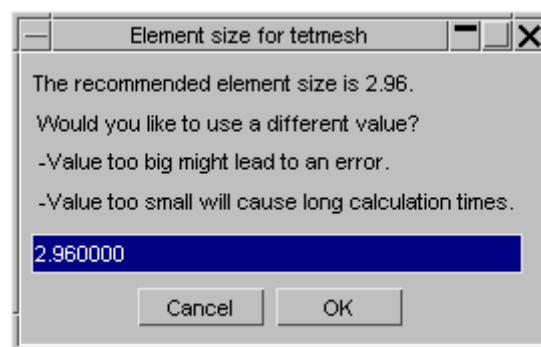 Element size for tetmesh
The recommended element size is 2.96.
Would you like to use a different value?
-Value too big might lead to an error.
-Value too small will cause long calculation times.
2.960000
Cancel OK